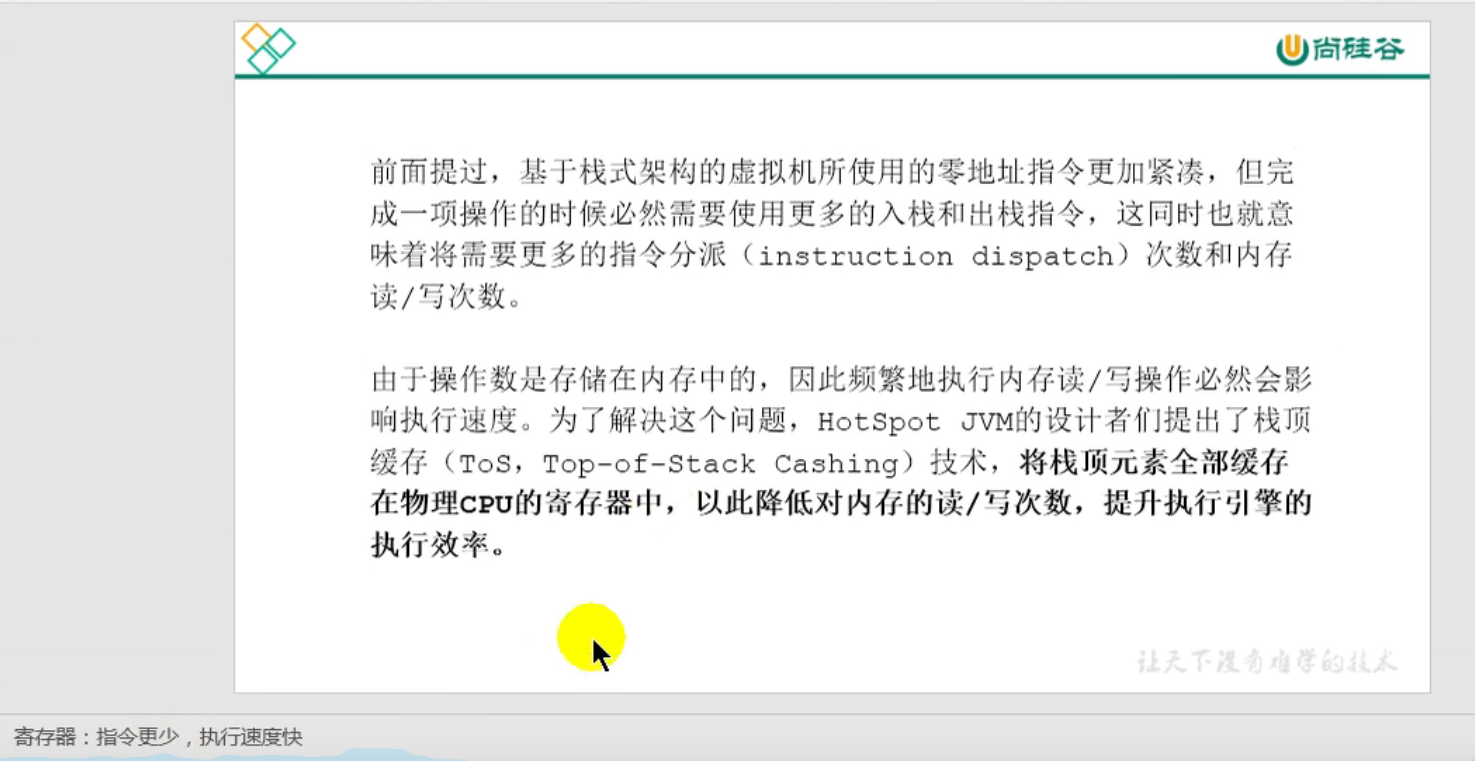 尚硅谷
前面提过，基于栈式架构的虚拟机所使用的零地址指令更加紧凑，但完
成一项操作的时候必然需要使用更多的入栈和出栈指令，这同时也就意
味着将需要更多的指令分派（instruction dispatch）次数和内存
读/写次数。
由于操作数是存储在内存中的，因此频繁地执行内存读/写操作必然会影
响执行速度。为了解决这个问题，HotSpot JVM的设计者们提出了栈顶
缓存（ToS，Top-of-Stack Cashing）技术，将栈顶元素全部缓存
在物理CPU的寄存器中，以此降低对内存的读/写次数，提升执行引擎的
执行效率。
让天下没有难学的技术
寄存器：指令更少，执行速度快